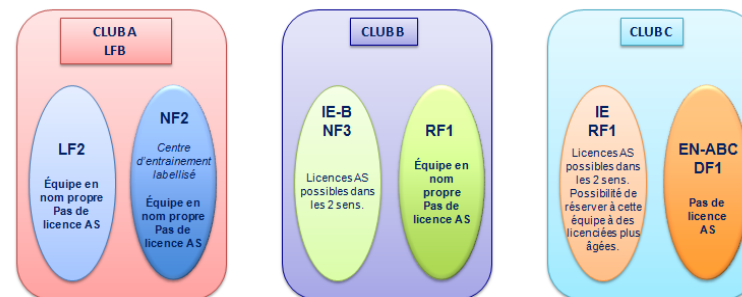 CLUB A
LFB
LF2
Équipe en
nom propre
Pas de
licence AS
NF2
Centre
d'entrainement
labellisé
Équipe en
nom propre
Pas de
licence AS
CLUB B
IE-B
NF3
Licences AS
possibles dans
les 2 sens.
RF1
Équipe en
nom
propre
Pas de
licence AS
CLUB C
IE
RF1
Licences AS
possibles dans
les 2 sens.
Possibilité de
réserver à cette
équipe à des
licenciées plus
âgées.
EN-ABC
DF1
Pas de
licence AS